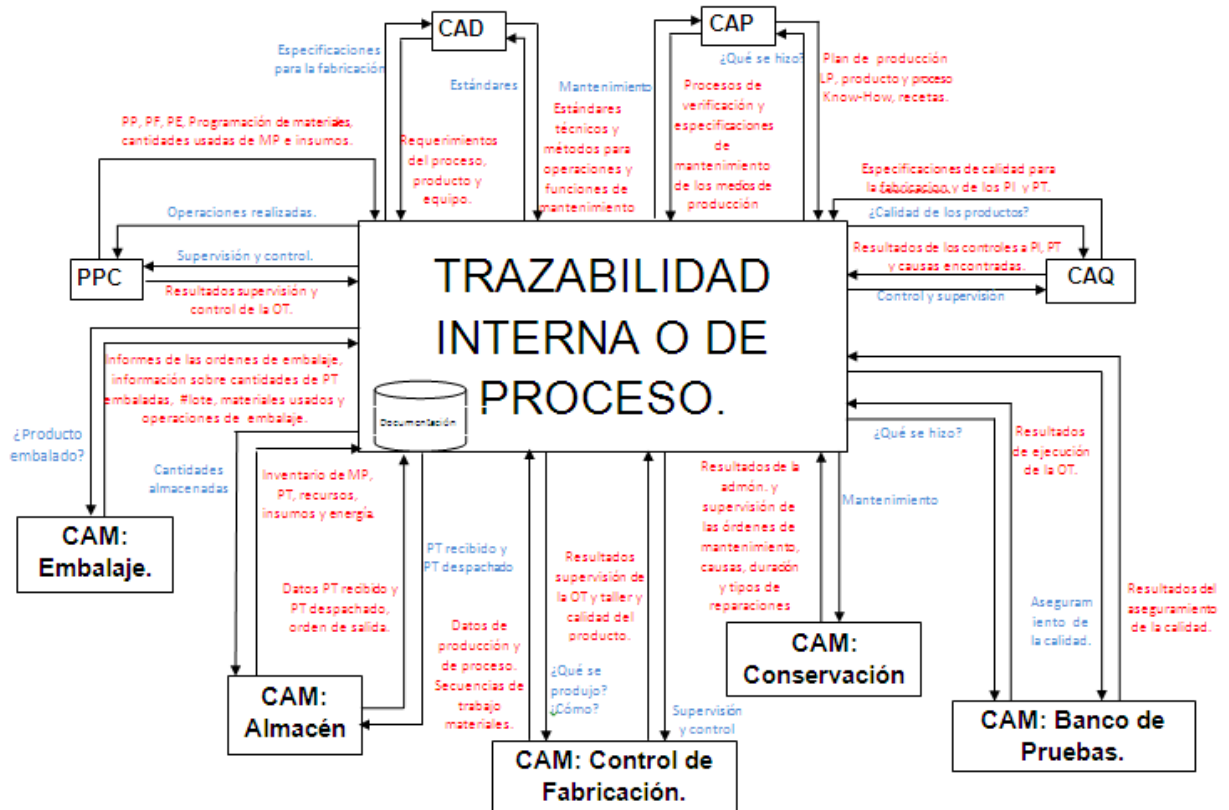 CAD
CAP
Especificaciones
para la fabricación
Estándares
Mantenimiento
¿Qué se hizo?
Plan de producción
LP, producto y proceso
Know-How, recetas.
PP, PF, PE, Programación de materiales,
cantidades usadas de MP e insumos.
Requerimientos
del proceso,
producto y
equipo.
Estándares
técnicos y
métodos para
operaciones y
funciones de
mantenimiento
Procesos de
verificación y
especificaciones
de
mantenimiento
de los medios de
producción
Especificaciones de calidad para
la fabricacion y de los PI y PT.
Operaciones realizadas.
¿Calidad de los productos?
Supervisión y control.
PPC
Resultados supervisión y
control de la OT.
Resultados de los controles a PI, PT
y causas encontradas.
CAQ
Control y supervisión
TRAZABILIDAD
INTERNA O DE
PROCESO.
Documentación
Informes de las ordenes de embalaje,
información sobre cantidades de PT
embaladas, #lote, materiales usados y
operaciones de embalaje.
¿Producto
embalado?
CAM:
Embalaje.
Cantidades
almacenadas
Inventario de MP,
PT, recursos,
insumos y energía.
PT recibido y
PT despachado
Datos PT recibido y
PT despachado,
orden de salida.
CAM:
Almacén
Datos de
producción y
de proceso.
Secuencias de
trabajo
materiales.
¿Qué se
produjo?
¿Cómo?
Resultados
supervisión de
la OT y taller y
calidad del
producto.
Supervisión
y control
CAM: Control de
Fabricación.
Resultados de la
admón. y
supervisión de
las órdenes de
mantenimiento,
causas, duración
y tipos de
reparaciones
Mantenimiento
CAM:
Conservación
¿Qué se hizo?
Resultados
de ejecución
de la OT.
Aseguram
iento de
la calidad.
Resultados del
aseguramiento
de la calidad.
CAM: Banco de
Pruebas.